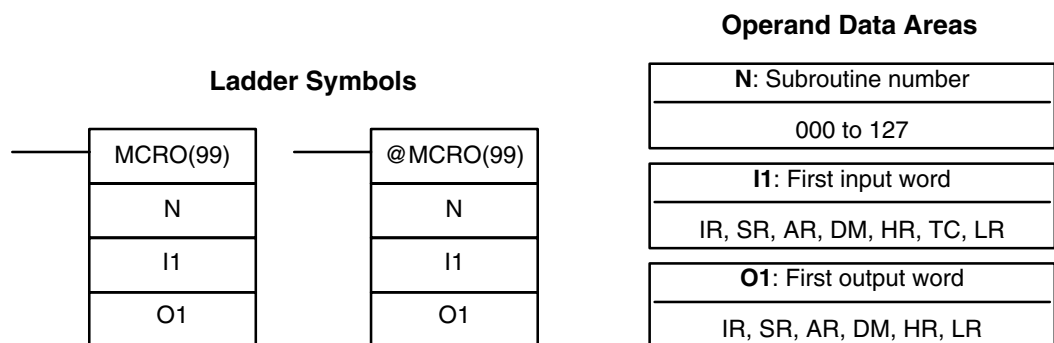 Operand Data Areas
Ladder Symbols
MCRO(99)
N
I1
O1
@MCRO(99)
N
I1
O1
N: Subroutine number
000 to 127
I1: First input word
IR, SR, AR, DM, HR, TC, LR
O1: First output word
IR, SR, AR, DM, HR, LR